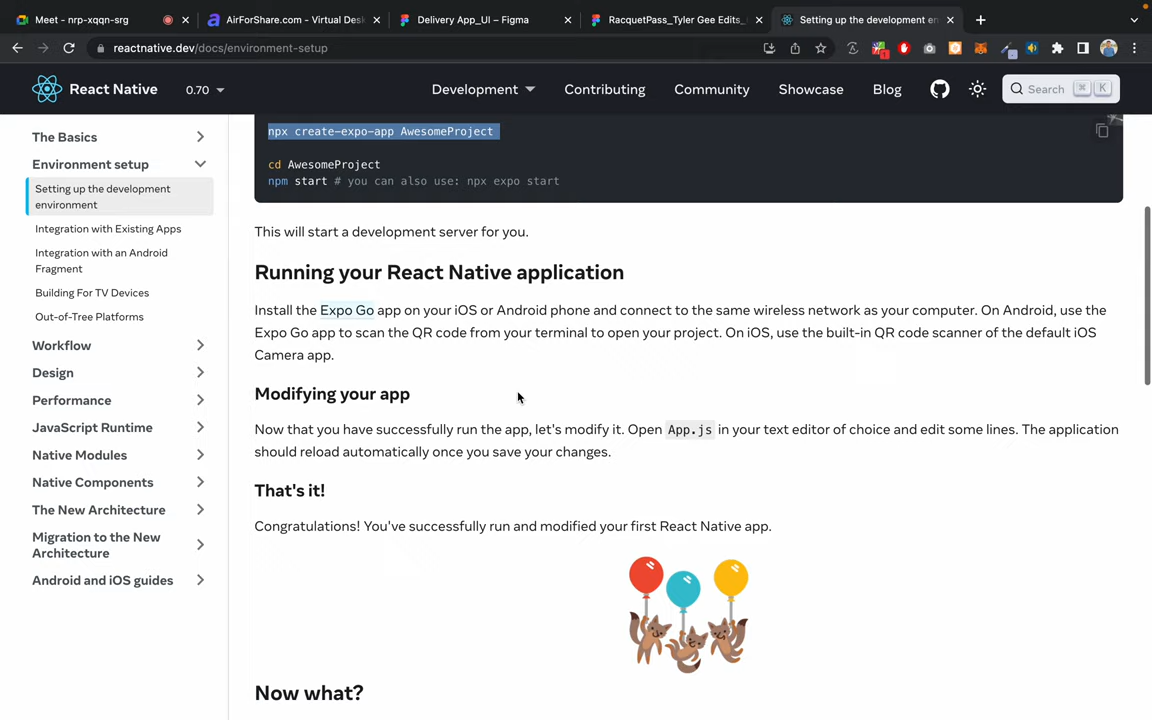 Meet - nrp-xqqn-srg
AirForShare.com - Virtual Desk
Delivery App_UI – Figma
RacquetPass_Tyler Gee Edits_
Setting up the development en
reactnative.dev/docs/environment-setup
React Native
0.70
Development
Contributing
Community
Showcase
Blog
Search ⌘ K
The Basics
Environment setup
Setting up the development
environment
Integration with Existing Apps
Integration with an Android
Fragment
Building For TV Devices
Out-of-Tree Platforms
Workflow
Design
Performance
JavaScript Runtime
Native Modules
Native Components
The New Architecture
Migration to the New
Architecture
Android and iOS guides
npx create-expo-app AwesomeProject
cd AwesomeProject
npm start # you can also use: npx expo start
This will start a development server for you.
Running your React Native application
Install the Expo Go app on your iOS or Android phone and connect to the same wireless network as your computer. On Android, use the
Expo Go app to scan the QR code from your terminal to open your project. On iOS, use the built-in QR code scanner of the default iOS
Camera app.
Modifying your app
Now that you have successfully run the app, let's modify it. Open App.js in your text editor of choice and edit some lines. The application
should reload automatically once you save your changes.
That's it!
Congratulations! You've successfully run and modified your first React Native app.
Now what?